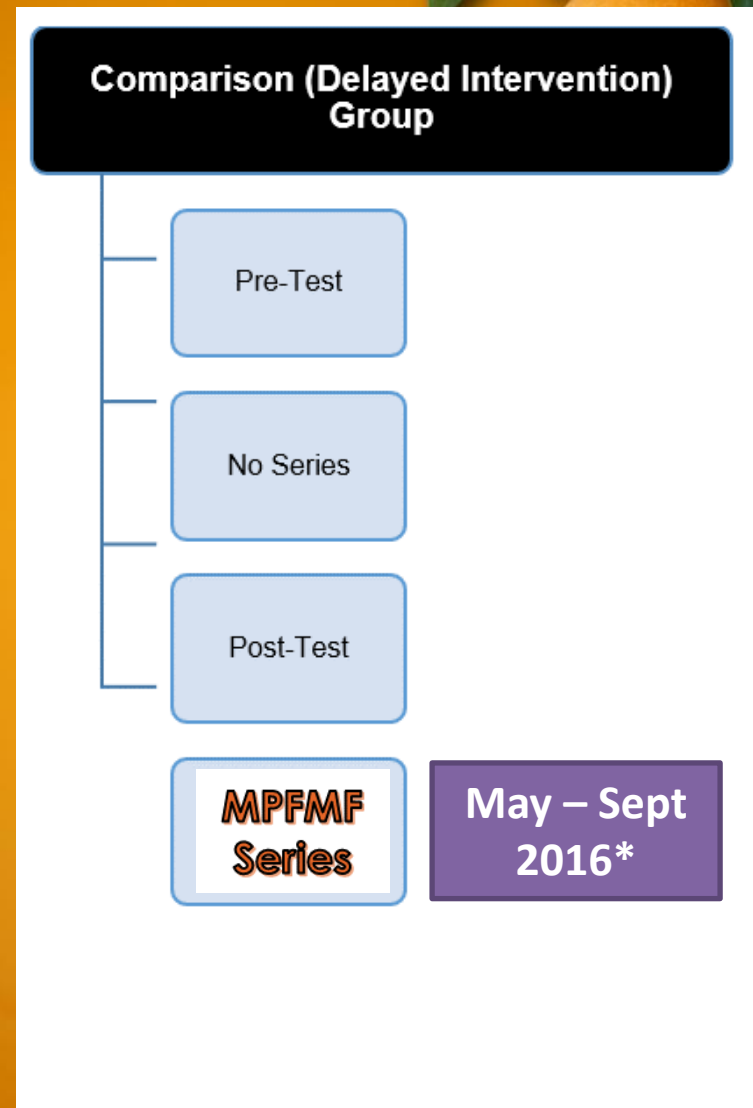 Comparison (Delayed Intervention)
Group
Pre-Test
No Series
Post-Test
MPFMF
Series
May – Sept
2016*